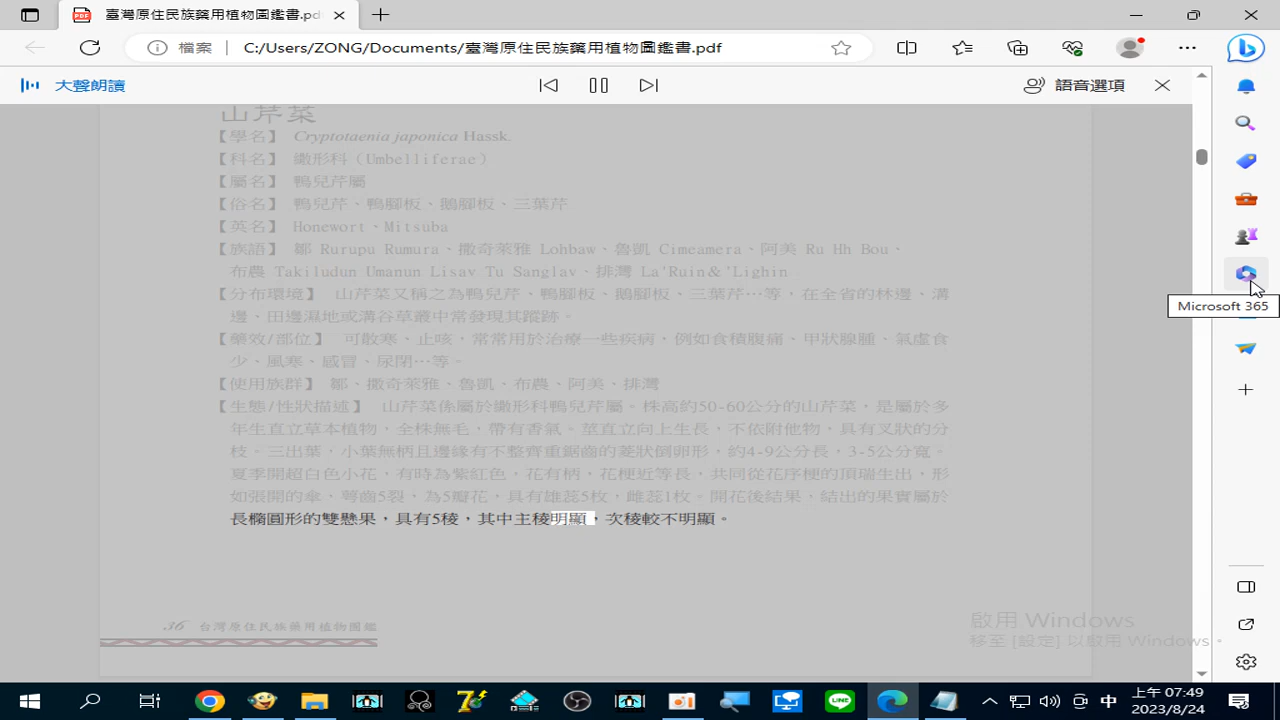 臺灣原住民族藥用植物圖鑑書.pdf
檔案
C:/Users/ZONG/Documents/臺灣原住民族藥用植物圖鑑書.pdf
大聲朗讀
語音選項
山芹菜
【學名】 Cryptotaenia japonica Hassk.
【科名】 繖形科（Umbelliferae）
【屬名】 鴨兒芹屬
【俗名】 鴨兒芹、鴨腳板、鵝腳板、三葉芹
【英名】 Honewort、Mitsuba
【族語】 鄒 Rurupu Rumura、撒奇萊雅 Lohbaw、魯凱 Cimeamera、阿美 Ru Hh Bou、
布農 Takiludun Umanun Lisav Tu Sanglav、排灣 La'Ruin＆'Lighin
【分布環境】 山芹菜又稱之為鴨兒芹、鴨腳板、鵝腳板、三葉芹…等，在全省的林邊、溝
邊、田邊濕地或溝谷草叢中常發現其蹤跡。
【藥效/部位】 可散寒、止咳，常常用於治療一些疾病，例如食積腹痛、甲狀腺腫、氣虛食
少、風寒、感冒、尿閉…等。
【使用族群】 鄒、撒奇萊雅、魯凱、布農、阿美、排灣
【生態/性狀描述】 山芹菜係屬於繖形科鴨兒芹屬。株高約50-60公分的山芹菜，是屬於多
年生直立草本植物，全株無毛，帶有香氣。莖直立向上生長，不依附他物，具有叉狀的分
枝。三出葉，小葉無柄且邊緣有不整齊重鋸齒的菱狀倒卵形，約4-9公分長，3-5公分寬。
夏季開超白色小花，有時為紫紅色，花有柄，花梗近等長，共同從花序梗的頂端生出，形
如張開的傘，萼齒5裂，為5瓣花，具有雄蕊5枚，雌蕊1枚。開花後結果，結出的果實屬於
長橢圓形的雙懸果，具有5稜，其中主稜明顯，次稜較不明顯。
36 台灣原住民族藥用植物圖鑑
Microsoft 365
啟用 Windows
移至 [設定] 以啟用 Windows。
中
上午 07:49
2023/8/24